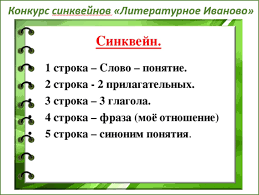 Конкурс синквейнов «Литературное Иваново»
Синквейн.
1 строка – Слово – понятие.
2 строка - 2 прилагательных.
3 строка – 3 глагола.
4 строка – фраза (моё отношение)
5 строка – синоним понятия.